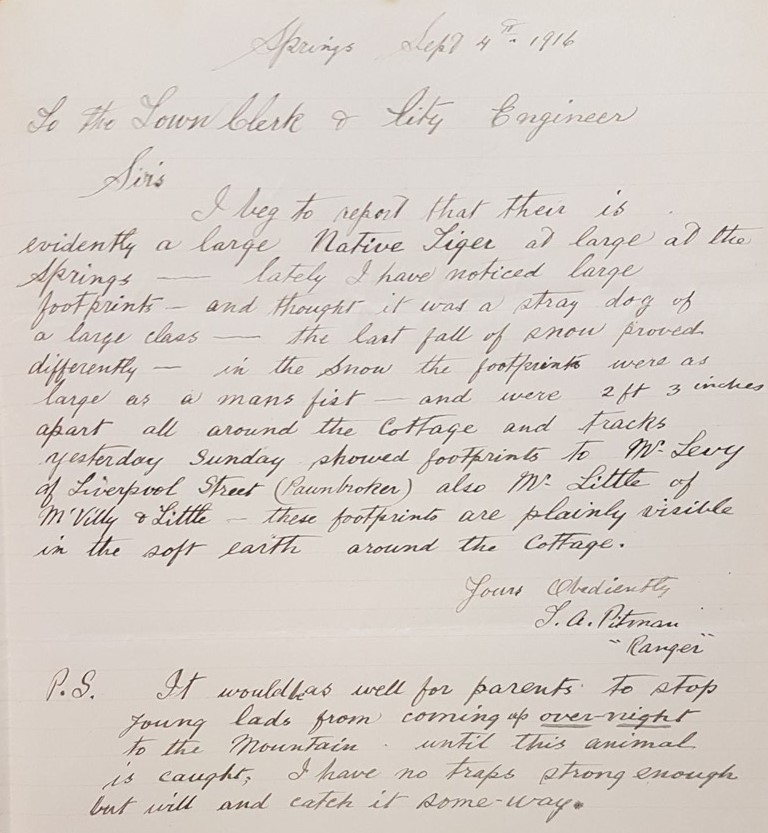 Springs Sept 4th. 1916
To the Town Clerk & City Engineer
Sirs
I beg to report that their is
evidently a large Native Tiger at large at the
Springs — lately I have noticed large
footprints — and thought it was a stray dog of
a large class — the last fall of snow proved
differently — in the snow the footprints were as
large as a mans fist — and were 2 ft 3 inches
apart all around the Cottage and tracks
yesterday Sunday showed footprints to Mr Levy
of Liverpool Street (Pawnbroker) also Mr Little of
McVilly & Little — these footprints are plainly visible
in the soft earth around the Cottage.
Yours Obediently
S. A. Pitman
"Ranger"
P.S. It would be as well for parents to stop
young lads from coming up over-night
to the Mountain until this animal
is caught, I have no traps strong enough
but will and catch it some-way.